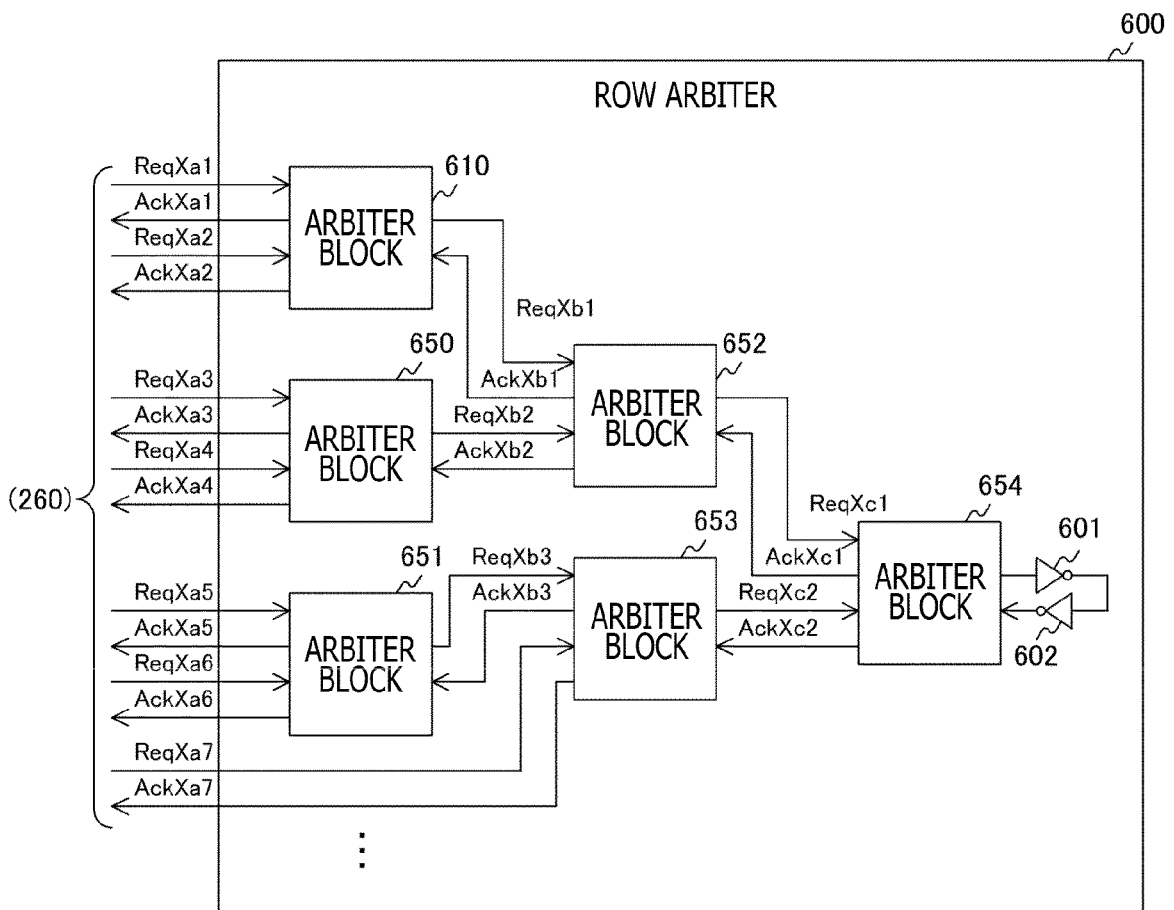 600
ROW ARBITER
ReqXa1
AckXa1
ReqXa2
AckXa2
610
ARBITER
BLOCK
ReqXb1
AckXb1
650
ReqXa3
AckXa3
ReqXa4
AckXa4
ARBITER
BLOCK
ReqXb2
AckXb2
652
ARBITER
BLOCK
(260)
ReqXc1
AckXc1
651
ReqXa5
AckXa5
ReqXa6
AckXa6
ARBITER
BLOCK
ReqXb3
AckXb3
653
ARBITER
BLOCK
ReqXc2
AckXc2
654
ARBITER
BLOCK
601
602
ReqXa7
AckXa7